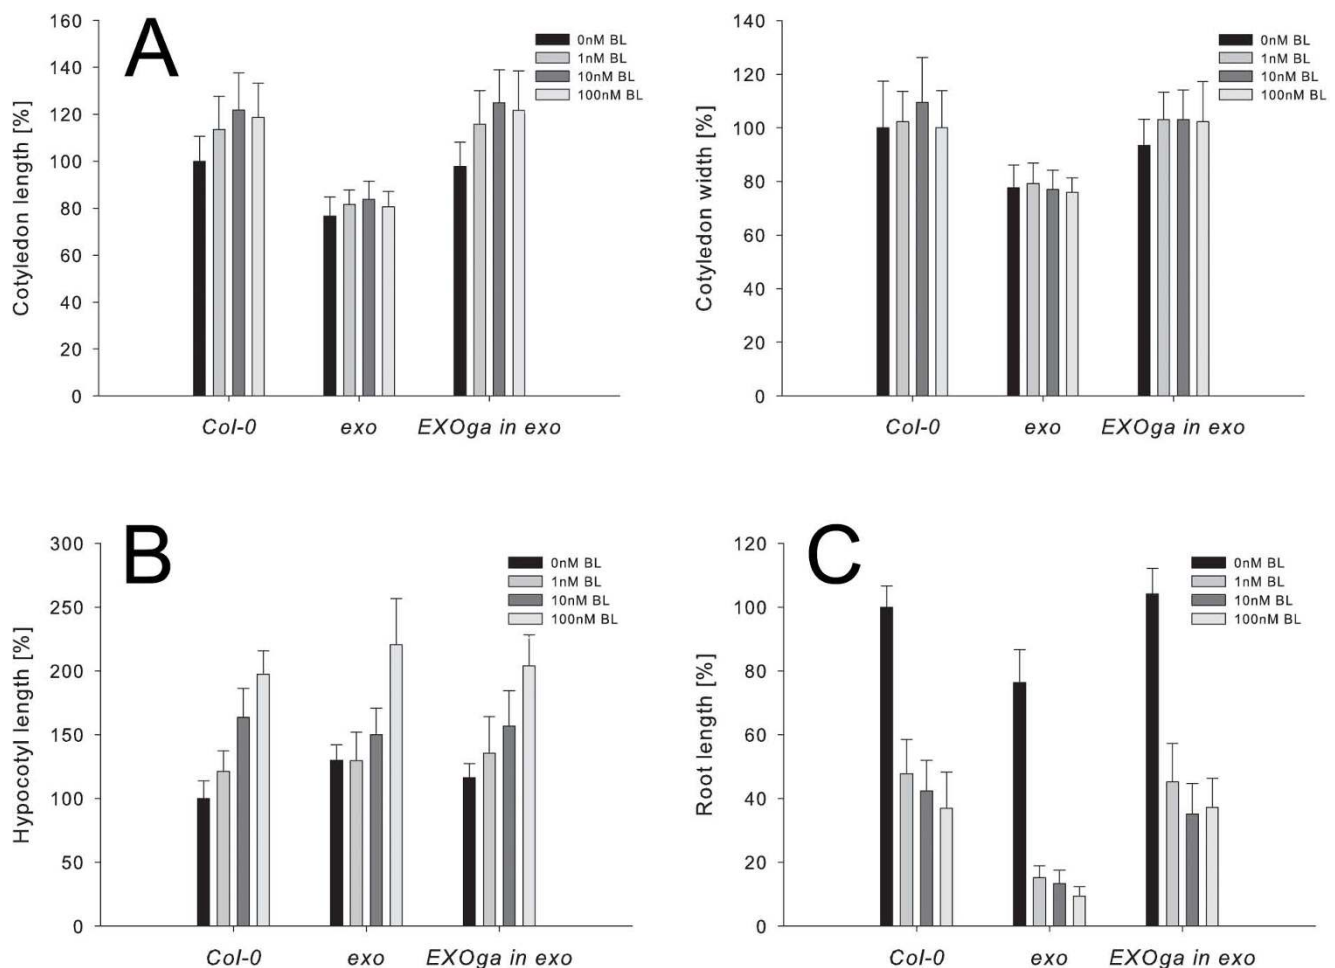 A
Cotyledon length [%]
160
140
120
100
80
60
40
20
0
0nM BL
1nM BL
10nM BL
100nM BL
Col-0 exo EXOga in exo
Cotyledon width [%]
140
120
100
80
60
40
20
0
0nM BL
1nM BL
10nM BL
100nM BL
Col-0 exo EXOga in exo
B
Hypocotyl length [%]
300
250
200
150
100
50
0
0nM BL
1nM BL
10nM BL
100nM BL
Col-0 exo EXOga in exo
C
Root length [%]
120
100
80
60
40
20
0
0nM BL
1nM BL
10nM BL
100nM BL
Col-0 exo EXOga in exo